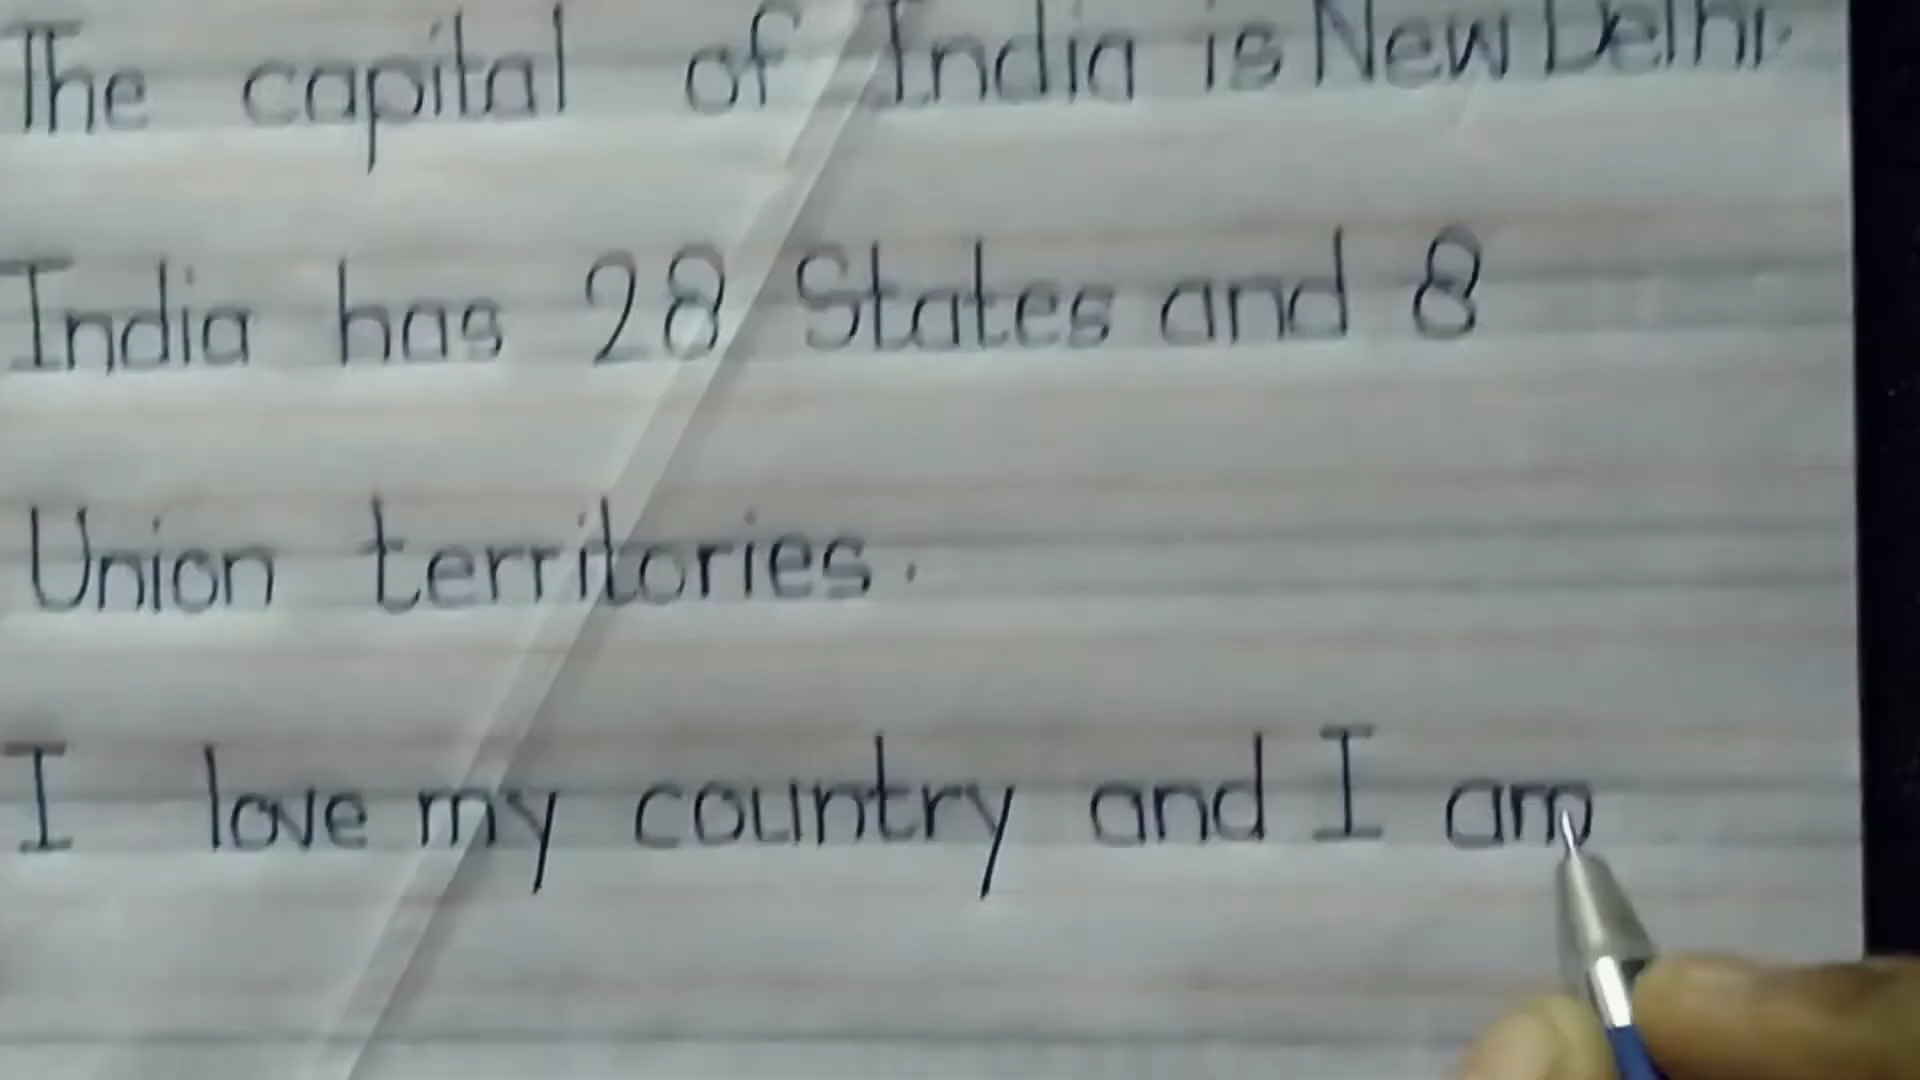 The capital of India is New Delhi.
India has 28 States and 8
Union territories.
I love my country and I am